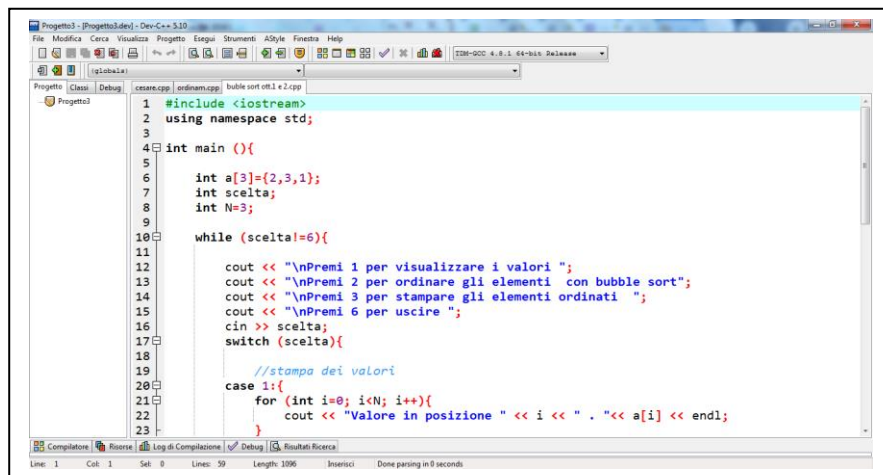 Progetto3 - [Progetto3.dev] - Dev-C++ 5.10
File Modifica Cerca Visualizza Progetto Esegui Strumenti AStyle Finestra Help
TDM-GCC 4.8.1 64-bit Release
(globals)
Progetto Classi Debug cesare.cpp ordinam.cpp buble sort ott.1 e 2.cpp
Progetto3
1 #include <iostream>
2 using namespace std;
3
4 int main (){
5
6 int a[3]={2,3,1};
7 int scelta;
8 int N=3;
9
10 while (scelta!=6){
11
12 cout << "\nPremi 1 per visualizzare i valori ";
13 cout << "\nPremi 2 per ordinare gli elementi  con bubble sort";
14 cout << "\nPremi 3 per stampare gli elementi ordinati  ";
15 cout << "\nPremi 6 per uscire ";
16 cin >> scelta;
17 switch (scelta){
18
19 //stampa dei valori
20 case 1:{
21 for (int i=0; i<N; i++){
22 cout << "Valore in posizione " << i << " . "<< a[i] << endl;
23 }
Compilatore Risorse Log di Compilazione Debug Risultati Ricerca
Line: 1 Col: 1 Sel: 0 Lines: 59 Length: 1096 Inserisci Done parsing in 0 seconds